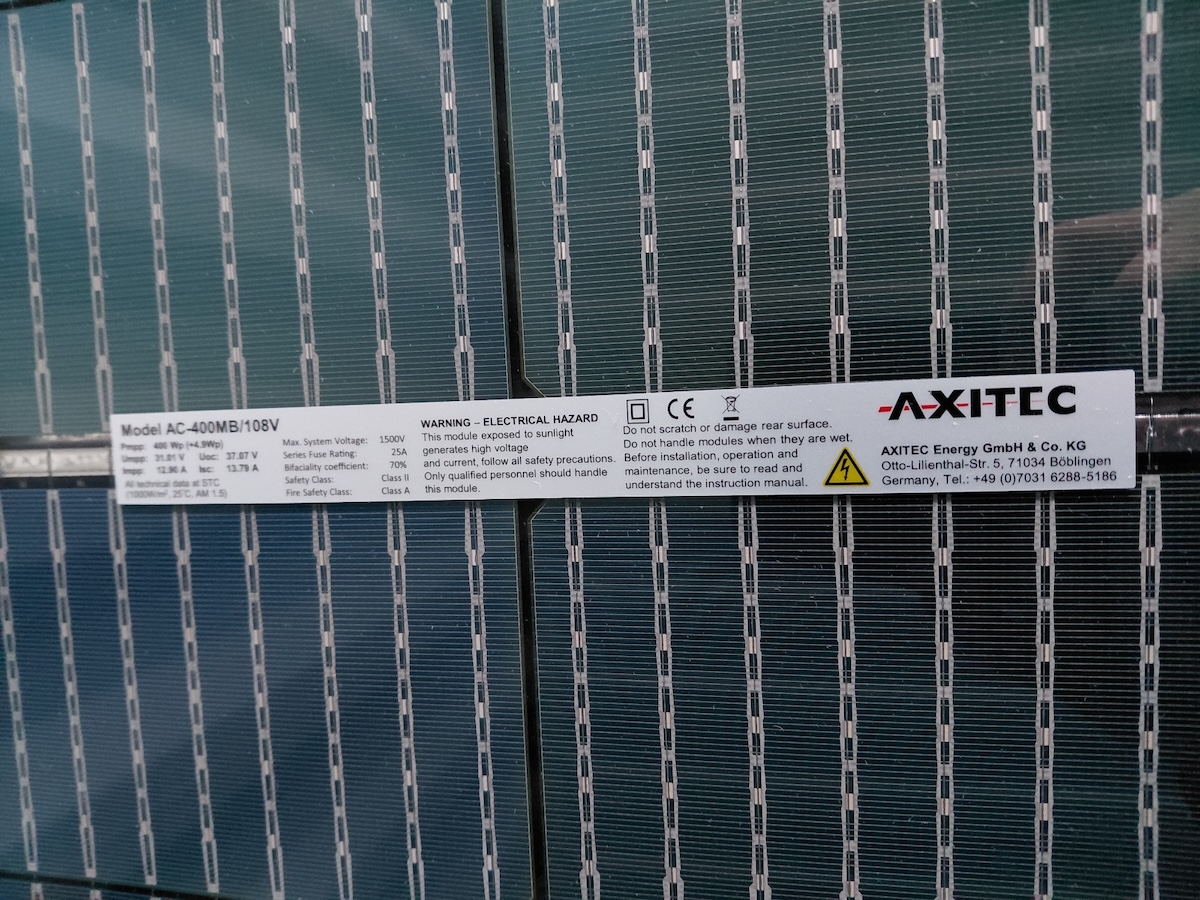 Model AC-400MB/108V
Pmpp: 400 Wp (+4.9Wp)
Umpp: 31.01 V Uoc: 37.07 V
Impp: 12.90 A Isc: 13.79 A
All technical data at STC
(1000W/m², 25°C, AM 1.5)
Max. System Voltage: 1500V
Series Fuse Rating: 25A
Bifaciality coefficient: 70%
Safety Class: Class II
Fire Safety Class: Class A
WARNING – ELECTRICAL HAZARD
This module exposed to sunlight
generates high voltage
and current, follow all safety precautions.
Only qualified personnel should handle
this module.
CE
Do not scratch or damage rear surface.
Do not handle modules when they are wet.
Before installation, operation and
maintenance, be sure to read and
understand the instruction manual.
AXITEC
AXITEC Energy GmbH & Co. KG
Otto-Lilienthal-Str. 5, 71034 Böblingen
Germany, Tel.: +49 (0)7031 6288-5186